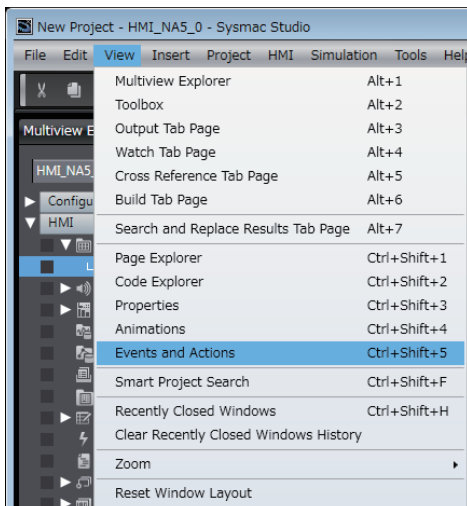 New Project - HMI_NA5_0 - Sysmac Studio
File Edit View Insert Project HMI Simulation Tools Help
Multiview E
HMI_NA5_
Configu
HMI
Multiview Explorer Alt+1
Toolbox Alt+2
Output Tab Page Alt+3
Watch Tab Page Alt+4
Cross Reference Tab Page Alt+5
Build Tab Page Alt+6
Search and Replace Results Tab Page Alt+7
Page Explorer Ctrl+Shift+1
Code Explorer Ctrl+Shift+2
Properties Ctrl+Shift+3
Animations Ctrl+Shift+4
Events and Actions Ctrl+Shift+5
Smart Project Search Ctrl+Shift+F
Recently Closed Windows Ctrl+Shift+H
Clear Recently Closed Windows History
Zoom
Reset Window Layout